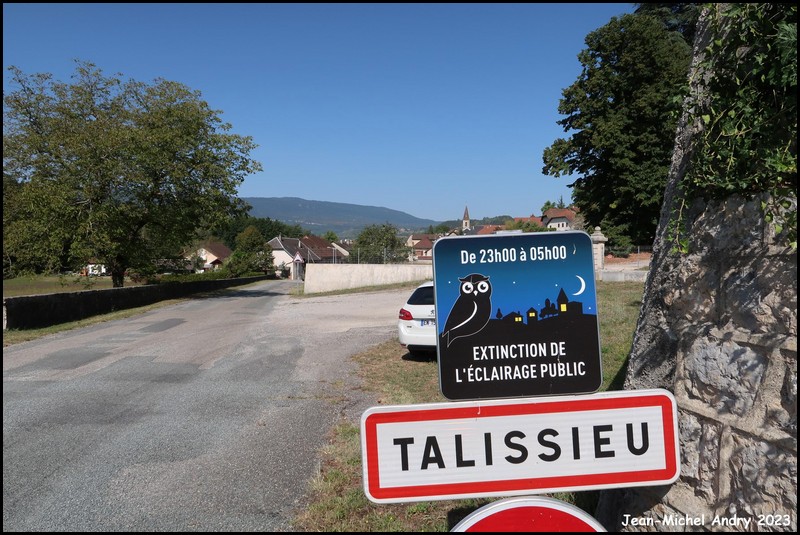 De 23h00 à 05h00
EXTINCTION DE
L'ÉCLAIRAGE PUBLIC
TALISSIEU
Jean-Michel Andry 2023